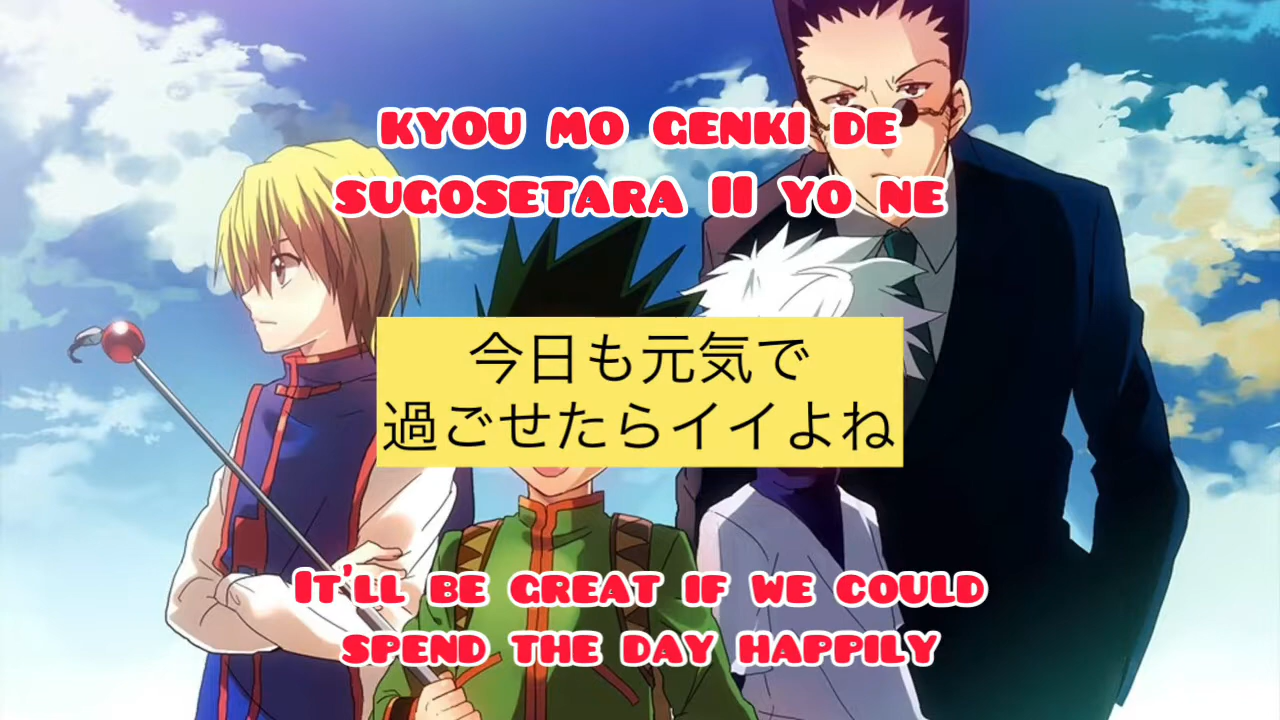 KYOU MO GENKI DE
SUGOSETARA II YO NE
今日も元気で
過ごせたらイイよね
IT'LL BE GREAT IF WE COULD
SPEND THE DAY HAPPILY